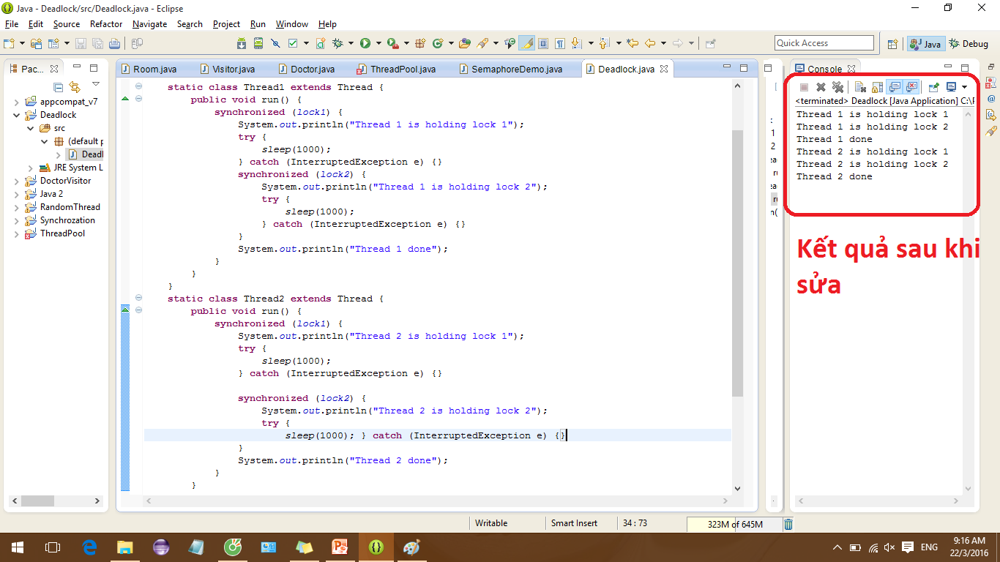 Java - Deadlock/src/Deadlock.java - Eclipse
File Edit Source Refactor Navigate Search Project Run Window Help
Quick Access
Java
Debug
Pac...
appcompat_v7
Deadlock
src
(default p
Deadl
JRE System L
DoctorVisitor
Java 2
RandomThread
Synchrozation
ThreadPool
Room.java
Visitor.java
Doctor.java
ThreadPool.java
SemaphoreDemo.java
Deadlock.java
static class Thread1 extends Thread {
public void run() {
synchronized (lock1) {
System.out.println("Thread 1 is holding lock 1");
try {
sleep(1000);
} catch (InterruptedException e) {}
synchronized (lock2) {
System.out.println("Thread 1 is holding lock 2");
try {
sleep(1000);
} catch (InterruptedException e) {}
}
System.out.println("Thread 1 done");
}
}
}
static class Thread2 extends Thread {
public void run() {
synchronized (lock1) {
System.out.println("Thread 2 is holding lock 1");
try {
sleep(1000);
} catch (InterruptedException e) {}
synchronized (lock2) {
System.out.println("Thread 2 is holding lock 2");
try {
sleep(1000); } catch (InterruptedException e) {}
}
System.out.println("Thread 2 done");
}
}
Console
<terminated> Deadlock [Java Application] C:\
Thread 1 is holding lock 1
Thread 1 is holding lock 2
Thread 1 done
Thread 2 is holding lock 1
Thread 2 is holding lock 2
Thread 2 done
Kết quả sau khi
sửa
Writable
Smart Insert
34 : 73
323M of 645M
ENG
9:16 AM
22/3/2016